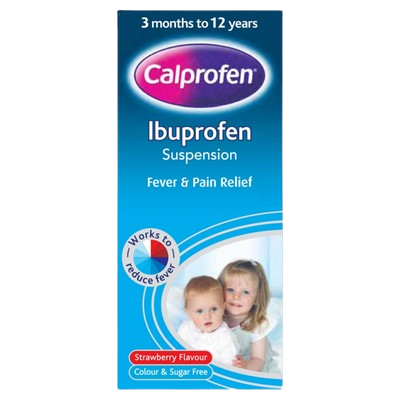 3 months to 12 years
Calprofen®
Ibuprofen
Suspension
Fever & Pain Relief
Works to
reduce fever
Strawberry Flavour
Colour & Sugar Free